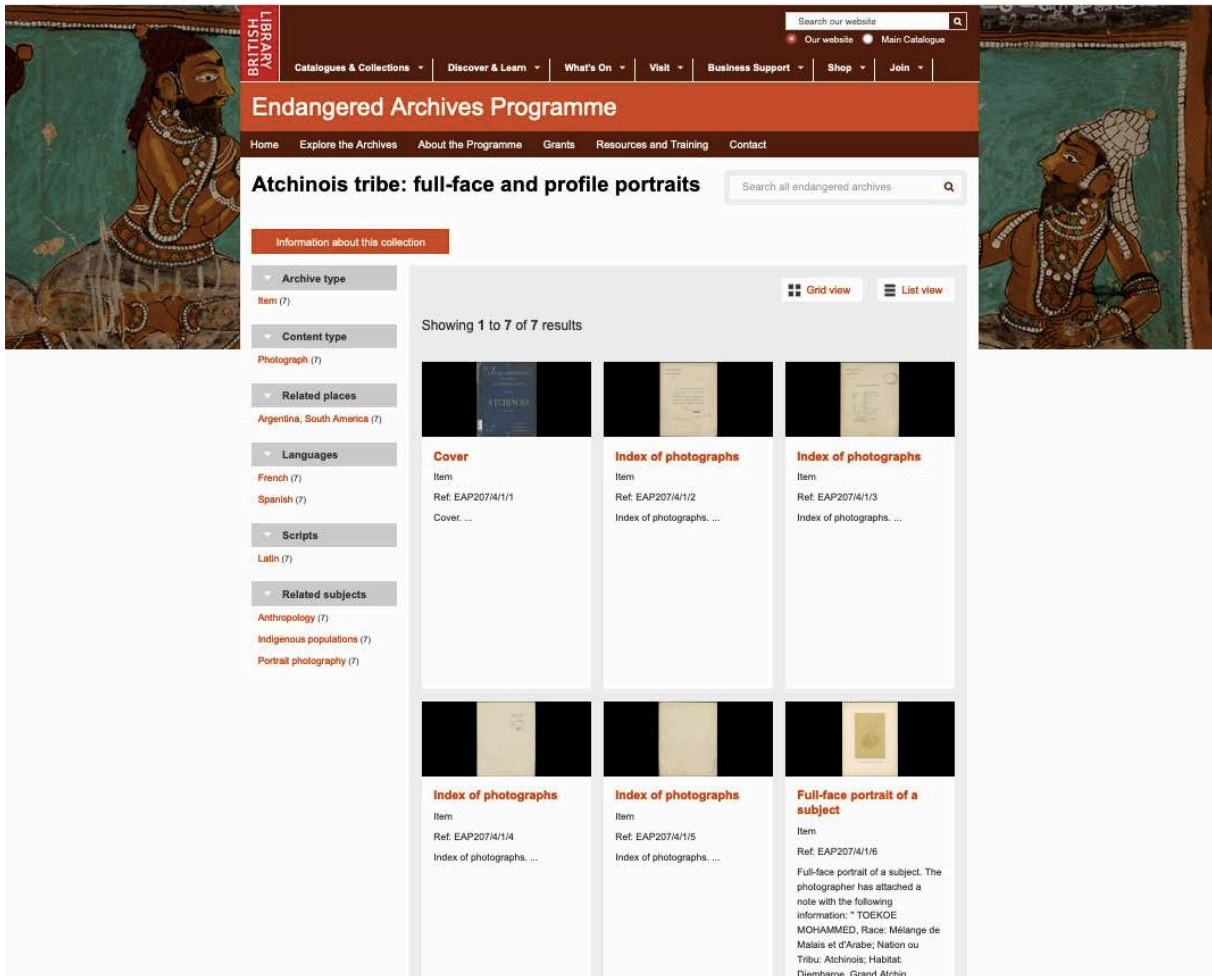 BRITISH
LIBRARY
Search our website
Our website
Main Catalogue
Catalogues & Collections
Discover & Learn
What's On
Visit
Business Support
Shop
Join
Endangered Archives Programme
Home
Explore the Archives
About the Programme
Grants
Resources and Training
Contact
Atchinois tribe: full-face and profile portraits
Search all endangered archives
Information about this collection
Archive type
Item (7)
Content type
Photograph (7)
Related places
Argentina, South America (7)
Languages
French (7)
Spanish (7)
Scripts
Latin (7)
Related subjects
Anthropology (7)
Indigenous populations (7)
Portrait photography (7)
Grid view
List view
Showing 1 to 7 of 7 results
ATCHINOIS
Cover
Item
Ref: EAP207/4/1/1
Cover. ...
Index of photographs
Item
Ref: EAP207/4/1/2
Index of photographs. ...
Index of photographs
Item
Ref: EAP207/4/1/3
Index of photographs. ...
Index of photographs
Item
Ref: EAP207/4/1/4
Index of photographs. ...
Index of photographs
Item
Ref: EAP207/4/1/5
Index of photographs. ...
Full-face portrait of a
subject
Item
Ref: EAP207/4/1/6
Full-face portrait of a subject. The
photographer has attached a
note with the following
information: " TOEKOE
MOHAMMED, Race: Mélange de
Malais et d'Arabe; Nation ou
Tribu: Atchinois; Habitat:
Diembaroe, Grand Atchin